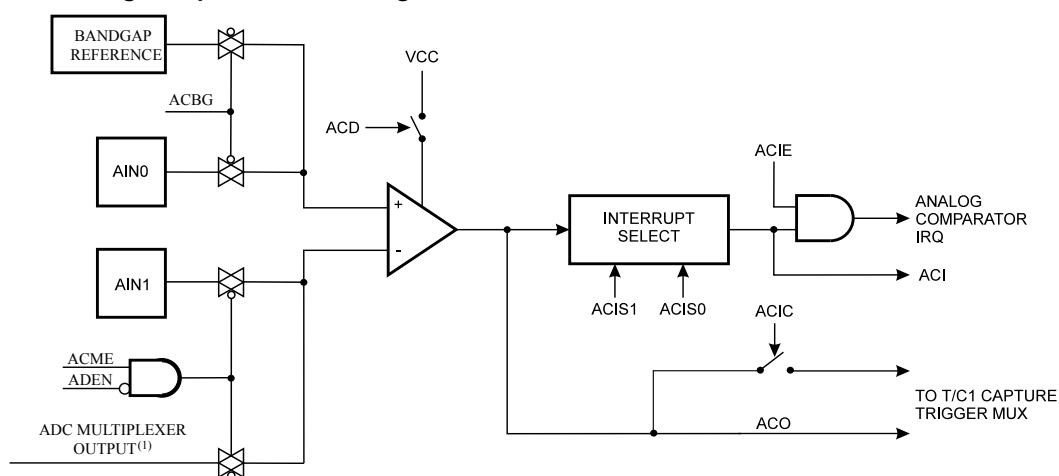 BANDGAP
REFERENCE
VCC
ACBG
ACD
AIN0
ACIE
+
INTERRUPT
SELECT
ANALOG
COMPARATOR
IRQ
-
AIN1
ACI
ACIS1
ACIS0
ACIC
ACME
ADEN
TO T/C1 CAPTURE
TRIGGER MUX
ACO
ADC MULTIPLEXER
OUTPUT(1)